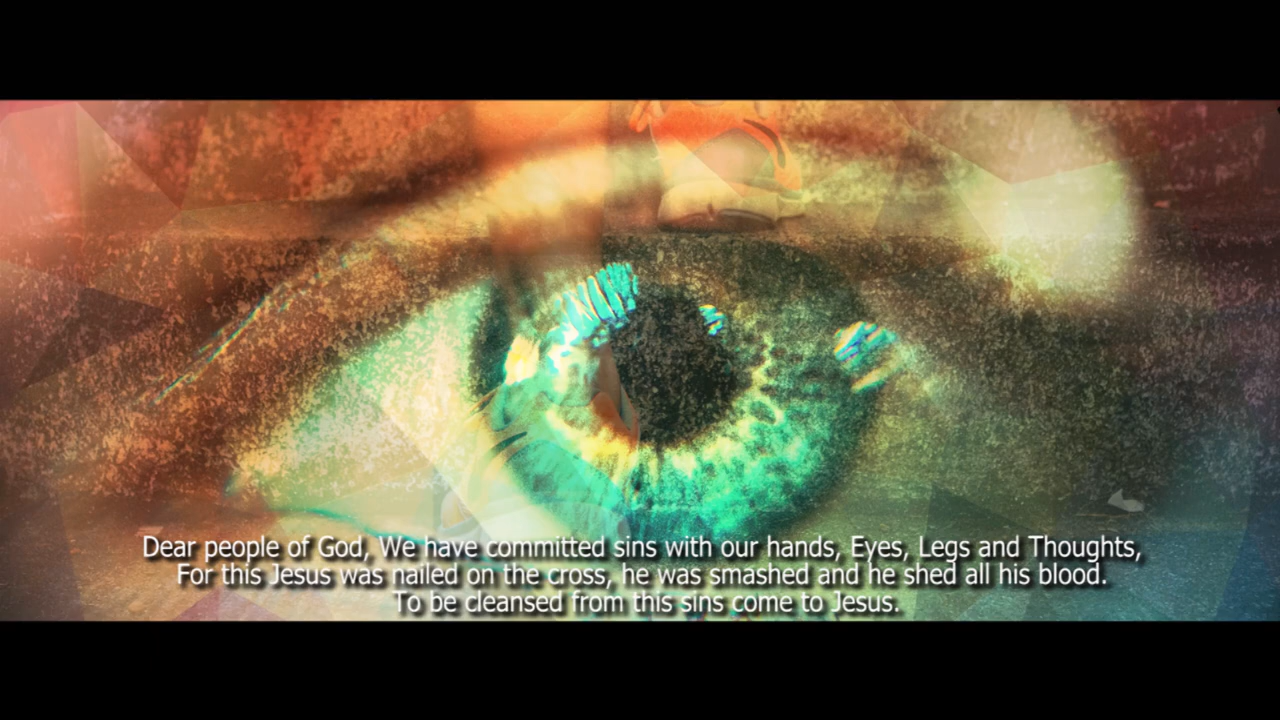 Dear people of God, We have committed sins with our hands, Eyes, Legs and Thoughts,
For this Jesus was nailed on the cross, he was smashed and he shed all his blood.
To be cleansed from this sins come to Jesus.